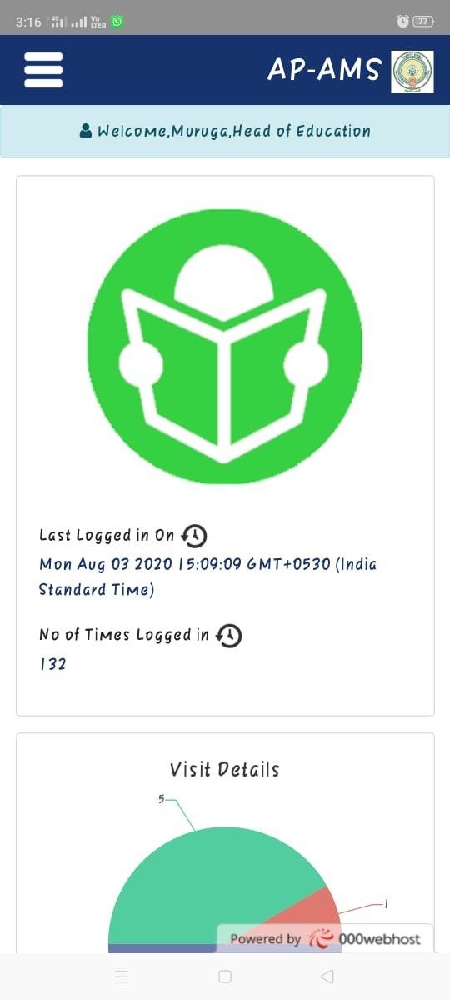 3:16 4G Vo LTE 77
AP-AMS
Welcome,Muruga,Head of Education
Last Logged in On
Mon Aug 03 2020 15:09:09 GMT+0530 (India
Standard Time)
No of Times Logged in
132
Visit Details
5
1
Powered by 000webhost